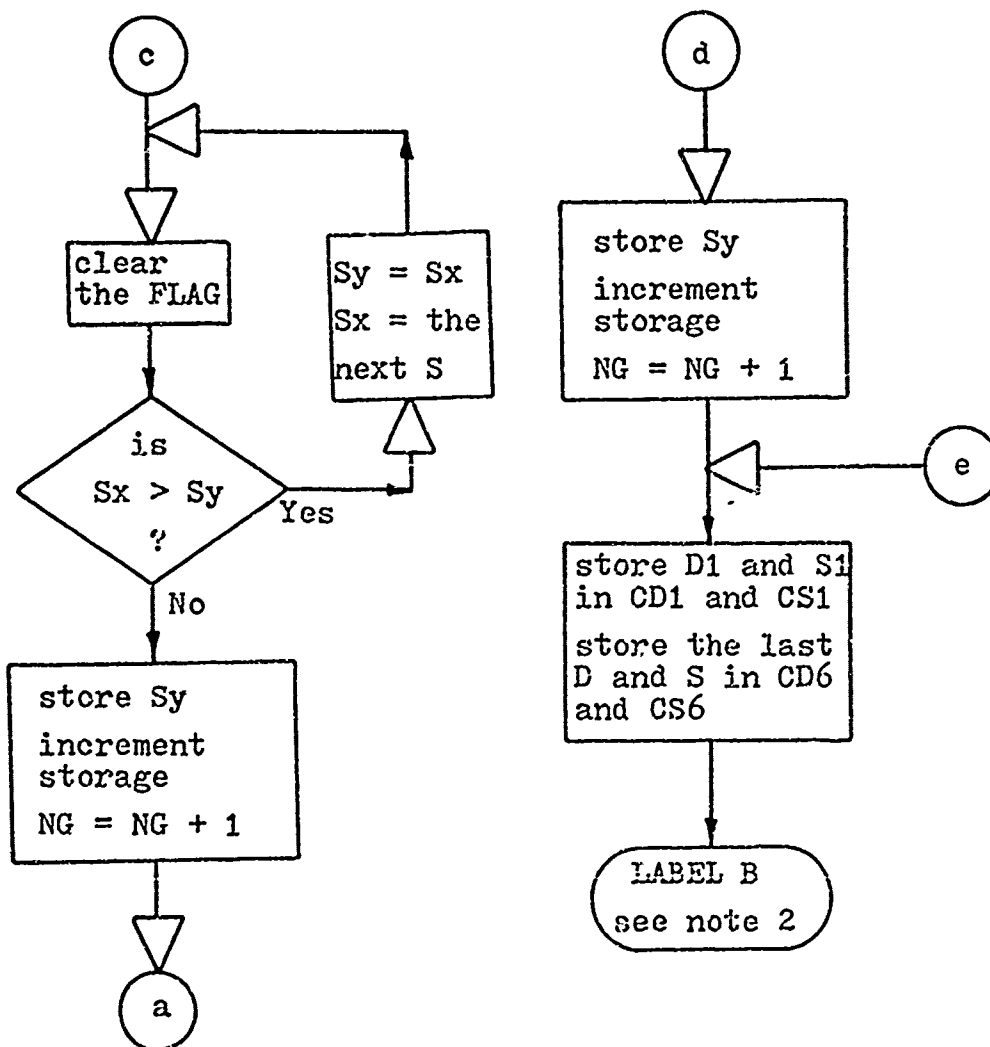 c
clear
the FLAG
Sy = Sx
Sx = the
next S
is
Sx > Sy
?
Yes
No
store Sy
increment
storage
NG = NG + 1
a
d
store Sy
increment
storage
NG = NG + 1
e
store D1 and S1
in CD1 and CS1
store the last
D and S in CD6
and CS6
LABEL B
see note 2